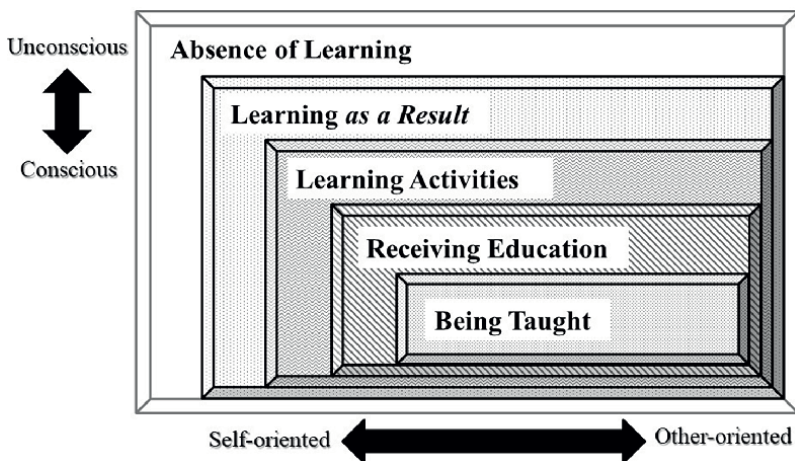 Unconscious
Absence of Learning
Learning as a Result
Conscious
Learning Activities
Receiving Education
Being Taught
Self-oriented
Other-oriented